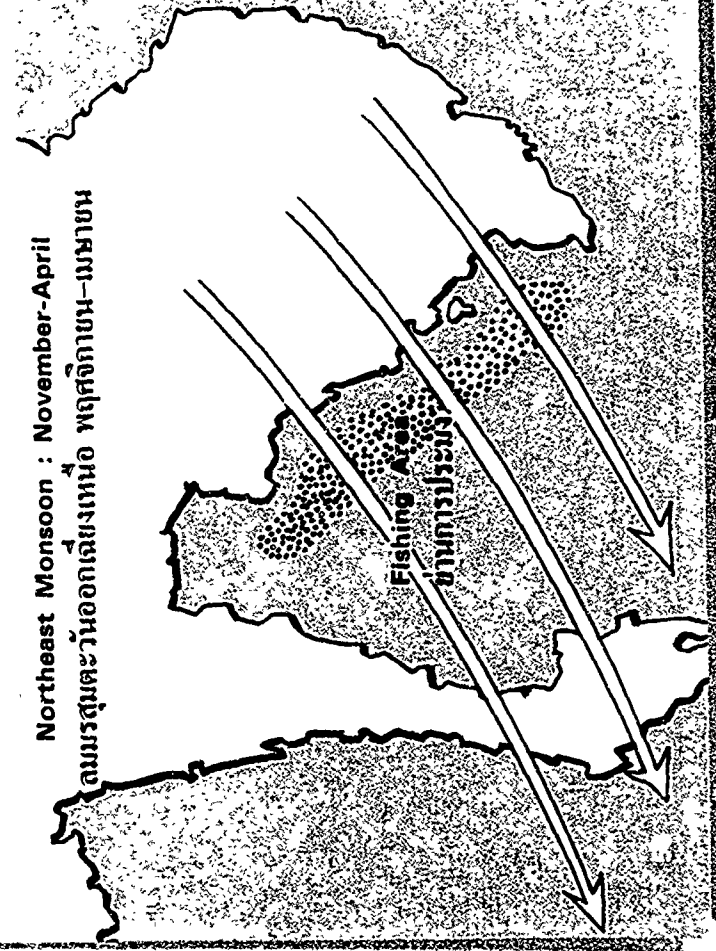 Northeast Monsoon : November-April
ลมมรสุมตะวันออกเฉียงเหนือ พฤศจิกายน-เมษายน
Fishing Area
ย่านการประมง